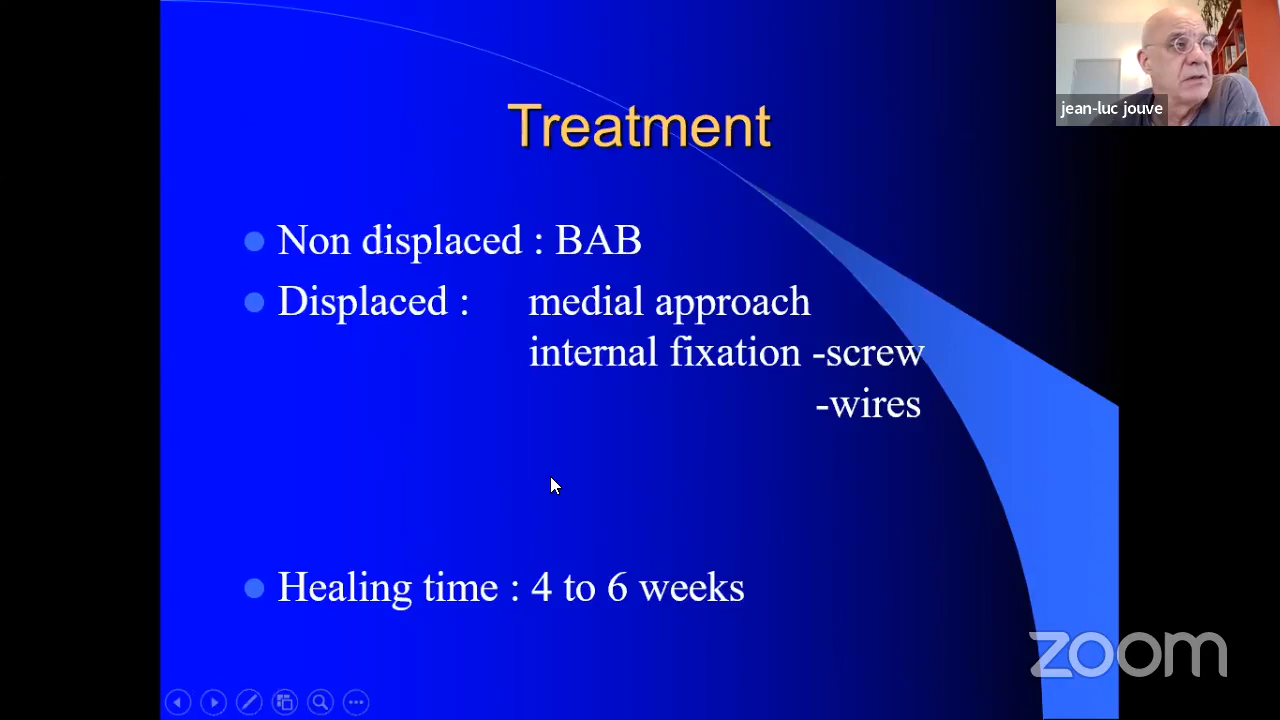 Treatment
jean-luc jouve
Non displaced : BAB
Displaced : medial approach
internal fixation -screw
-wires
Healing time : 4 to 6 weeks
zoom